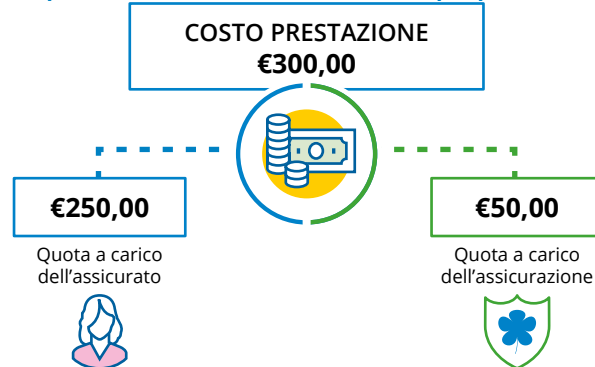 COSTO PRESTAZIONE
€300,00
€250,00
€50,00
Quota a carico
dell’assicurato
Quota a carico
dell’assicurazione